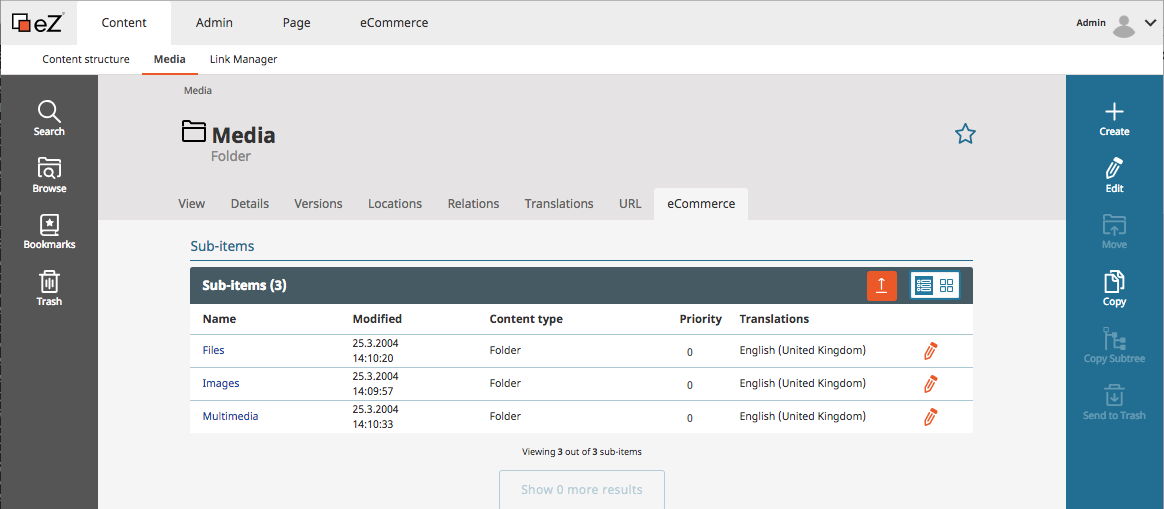 eZ Content Admin Page eCommerce Admin
Content structure Media Link Manager
Media
Media
Folder
View Details Versions Locations Relations Translations URL eCommerce
Search
Browse
Bookmarks
Trash
Sub-items
Sub-items (3)
Name Modified Content type Priority Translations
Files 25.3.2004 14:10:20 Folder 0 English (United Kingdom)
Images 25.3.2004 14:09:57 Folder 0 English (United Kingdom)
Multimedia 25.3.2004 14:10:33 Folder 0 English (United Kingdom)
Viewing 3 out of 3 sub-items
Show 0 more results
Create
Edit
Move
Copy
Copy Subtree
Send to Trash